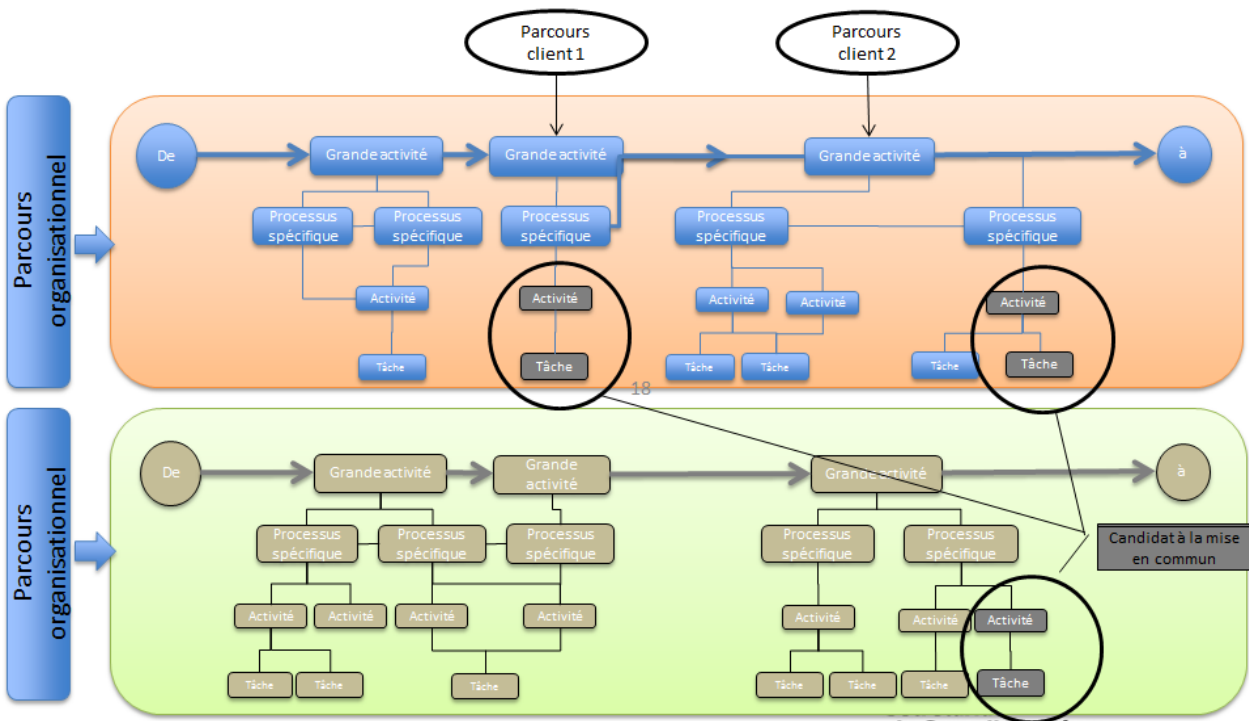 Parcours
client 1
Parcours
client 2
Parcours
organisationnel
De
Grande activité
Grande activité
Grande activité
à
Processus
spécifique
Processus
spécifique
Processus
spécifique
Processus
spécifique
Processus
spécifique
Activité
Activité
Activité
Activité
Activité
Tâche
Tâche
Tâche
Tâche
Tâche
Tâche
18
Parcours
organisationnel
De
Grande activité
Grande
activité
Grande activité
à
Processus
spécifique
Processus
spécifique
Processus
spécifique
Processus
spécifique
Processus
spécifique
Candidat à la mise
en commun
Activité
Activité
Activité
Activité
Activité
Activité
Activité
Tâche
Tâche
Tâche
Tâche
Tâche
Tâche
Tâche